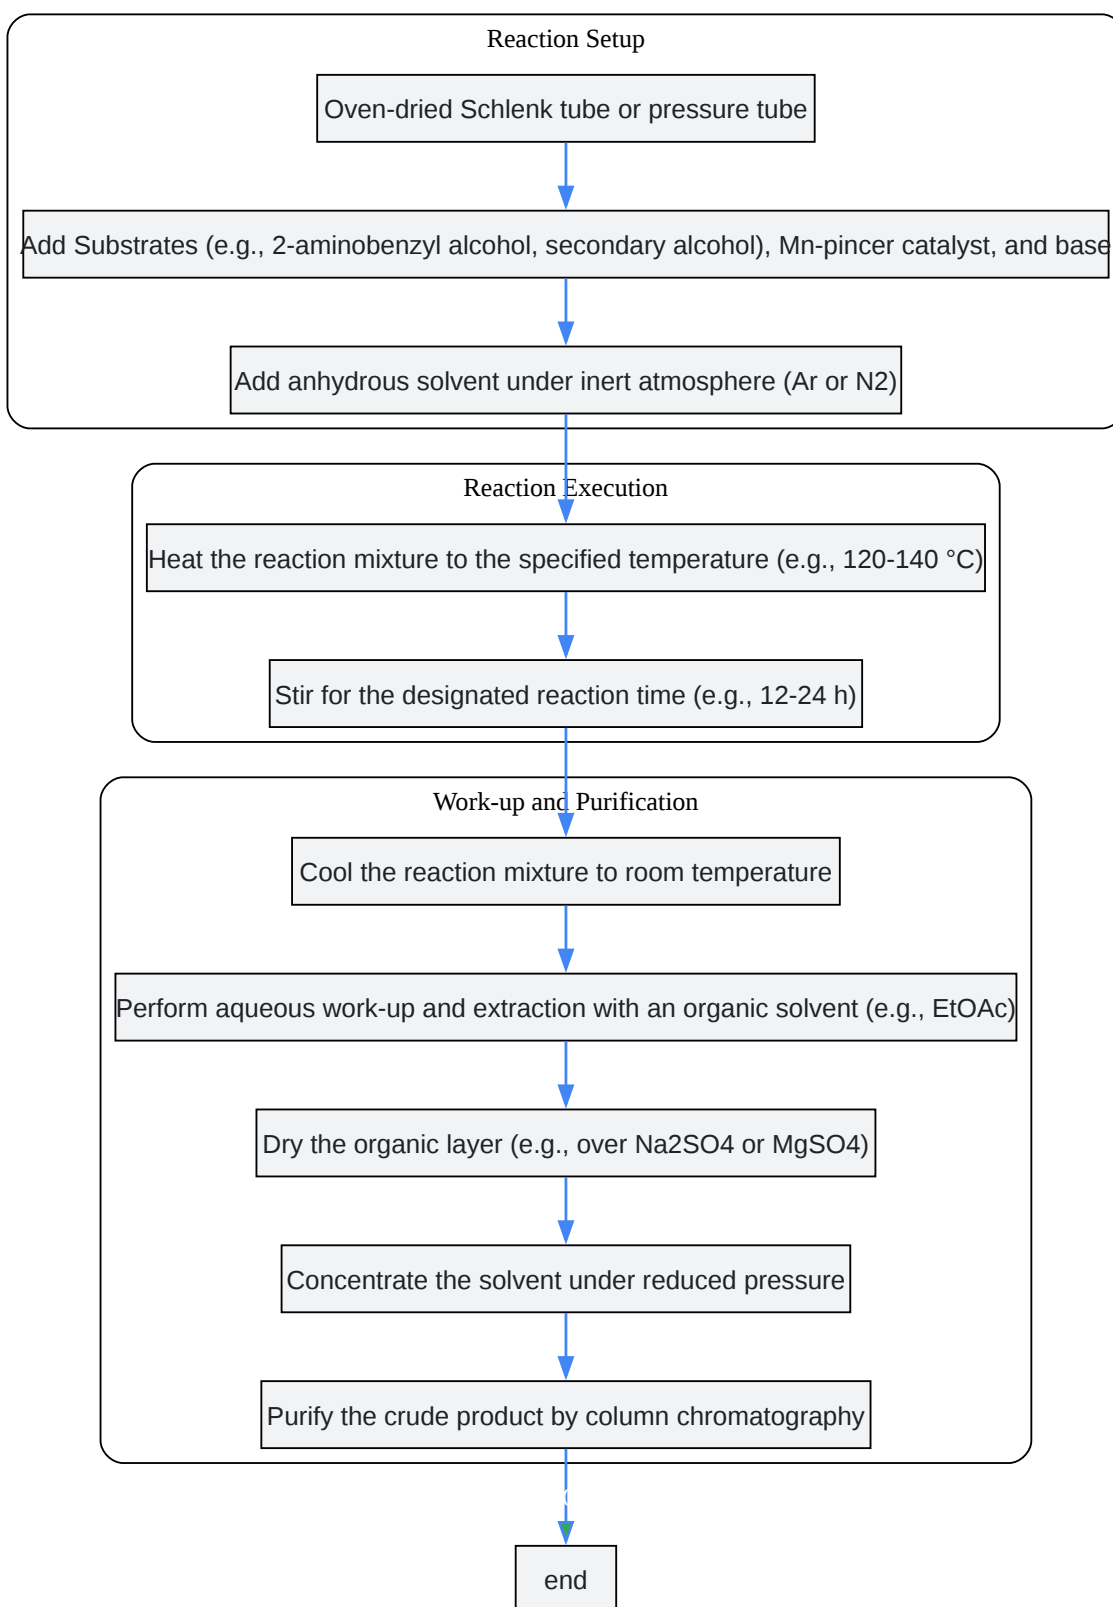 Reaction Setup
Oven-dried Schlenk tube or pressure tube
Add Substrates (e.g., 2-aminobenzyl alcohol, secondary alcohol), Mn-pincer catalyst, and base
Add anhydrous solvent under inert atmosphere (Ar or N2)
Reaction Execution
Heat the reaction mixture to the specified temperature (e.g., 120-140 °C)
Stir for the designated reaction time (e.g., 12-24 h)
Work-up and Purification
Cool the reaction mixture to room temperature
Perform aqueous work-up and extraction with an organic solvent (e.g., EtOAc)
Dry the organic layer (e.g., over Na2SO4 or MgSO4)
Concentrate the solvent under reduced pressure
Purify the crude product by column chromatography
end